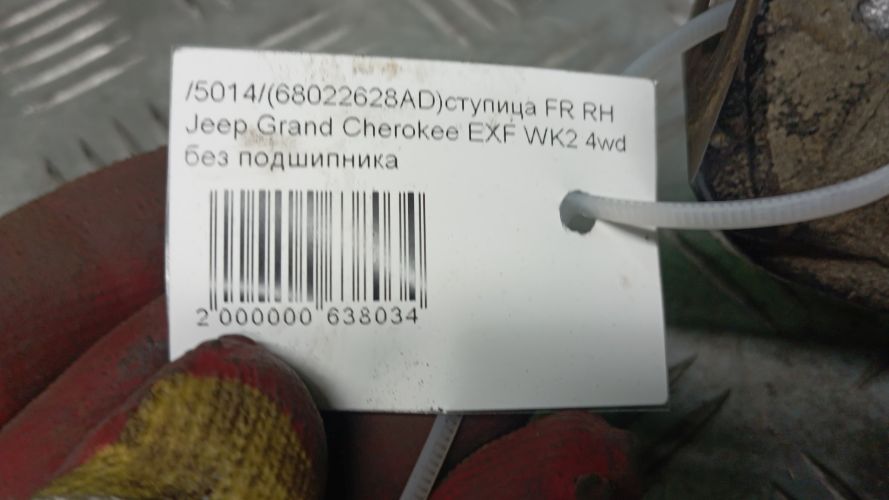 /5014/(68022628AD)ступица FR RH
Jeep Grand Cherokee EXF WK2 4wd
без подшипника
2 000000 638034